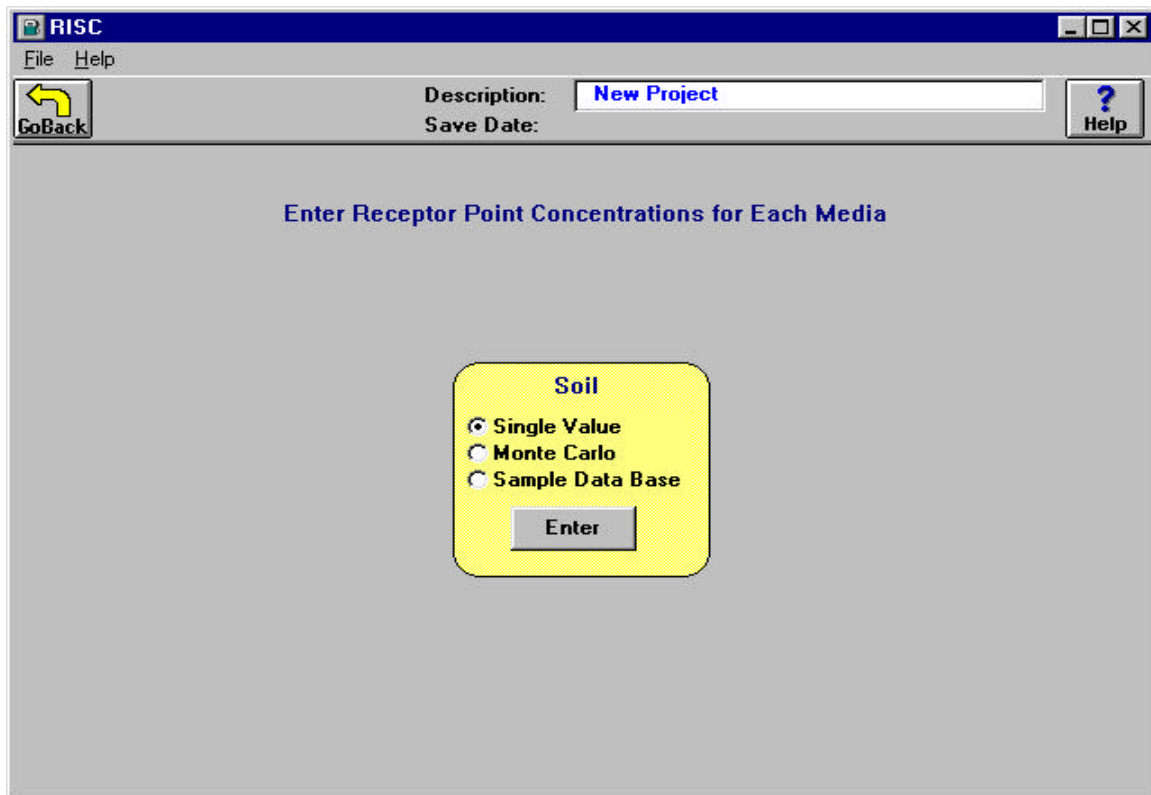 RISC
File Help
GoBack
Description: New Project
Save Date:
? Help
Enter Receptor Point Concentrations for Each Media
Soil
Single Value
Monte Carlo
Sample Data Base
Enter